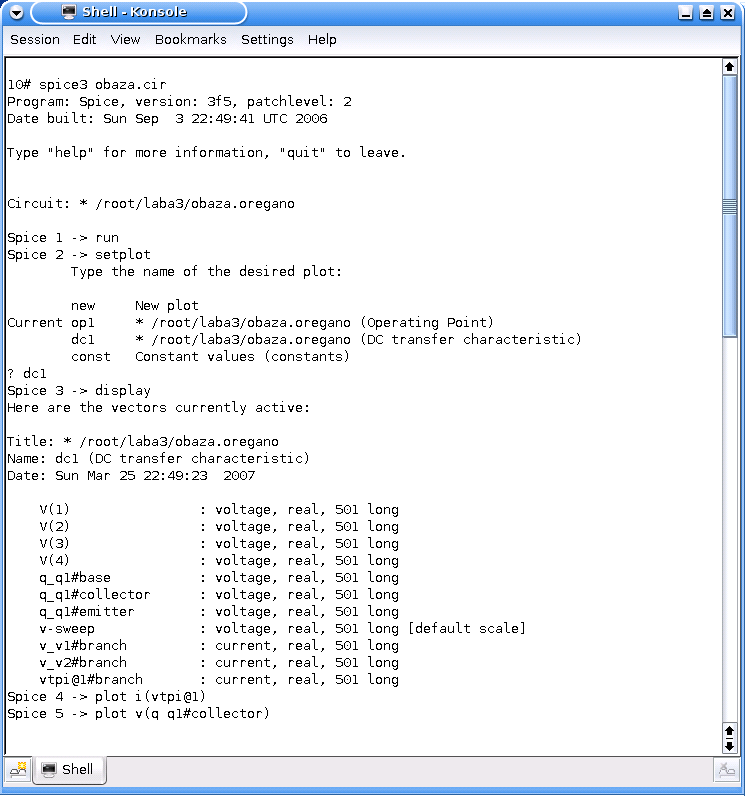 Shell - Konsole
Session Edit View Bookmarks Settings Help
10# spice3 obaza.cir
Program: Spice, version: 3f5, patchlevel: 2
Date built: Sun Sep  3 22:49:41 UTC 2006
Type "help" for more information, "quit" to leave.
Circuit: * /root/laba3/obaza.oregano
Spice 1 -> run
Spice 2 -> setplot
        Type the name of the desired plot:
        new     New plot
Current op1     * /root/laba3/obaza.oregano (Operating Point)
        dc1     * /root/laba3/obaza.oregano (DC transfer characteristic)
        const   Constant values (constants)
? dc1
Spice 3 -> display
Here are the vectors currently active:
Title: * /root/laba3/obaza.oregano
Name: dc1 (DC transfer characteristic)
Date: Sun Mar 25 22:49:23  2007
    V(1)                : voltage, real, 501 long
    V(2)                : voltage, real, 501 long
    V(3)                : voltage, real, 501 long
    V(4)                : voltage, real, 501 long
    q_q1#base           : voltage, real, 501 long
    q_q1#collector      : voltage, real, 501 long
    q_q1#emitter        : voltage, real, 501 long
    v-sweep             : voltage, real, 501 long [default scale]
    v_v1#branch         : current, real, 501 long
    v_v2#branch         : current, real, 501 long
    vtpi@1#branch       : current, real, 501 long
Spice 4 -> plot i(vtpi@1)
Spice 5 -> plot v(q q1#collector)
Shell